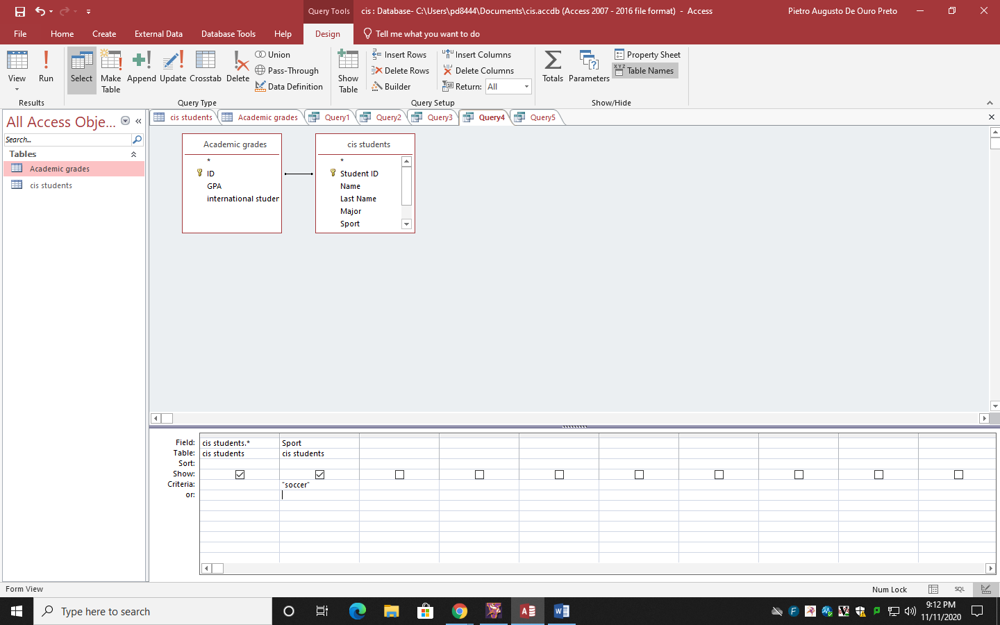 Query Tools cis : Database- C:\Users\pd8444\Documents\cis.accdb (Access 2007 - 2016 file format) - Access Pietro Augusto De Ouro Preto
File Home Create External Data Database Tools Help Design Tell me what you want to do
View Run Select Make Table Append Update Crosstab Delete
Union
Pass-Through
Data Definition
Show Table
Insert Rows
Delete Rows
Builder
Insert Columns
Delete Columns
Return: All
Totals Parameters
Property Sheet
XYZ Table Names
Results Query Type Query Setup Show/Hide
All Access Obje... «
Search...
Tables
Academic grades
cis students
cis students Academic grades Query1 Query2 Query3 Query4 Query5
Academic grades
*
ID
GPA
international studen
cis students
*
Student ID
Name
Last Name
Major
Sport
Field: cis students.* Sport
Table: cis students cis students
Sort:
Show:
Criteria: "soccer"
or:
Form View Num Lock SQL
Type here to search
9:12 PM
11/11/2020